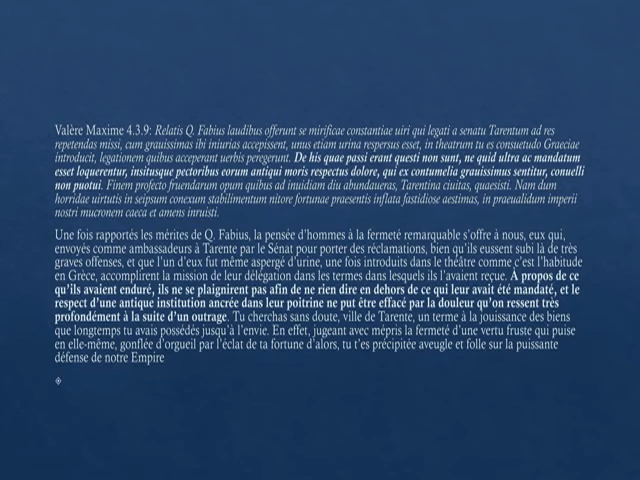 Valère Maxime 4.3.9: Relatis Q. Fabius laudibus offerunt se mirificae constantiae uiri qui legati a senatu Tarentum ad res
repetendas missi, cum grauissimas ibi iniurias accepissent, unus etiam urina respersus esset, in theatrum tu es consuetudo Graeciae
introducit, legationem quibus acceperant uerbis peregerunt. De his quae passi erant questi non sunt, ne quid ultra ac mandatum
esset loquerentur, insitusque pectoribus eorum antiqui moris respectus dolore, qui ex contumelia grauissimus sentitur, conuelli
non puotui. Finem profecto fruendarum opum quibus ad inuidiam diu abundaueras, Tarentina ciuitas, quaesisti. Nam dum
horridae uirtutis in seipsum conexum stabilimentum nitore fortunae praesentis inflata fastidiose aestimas, in praeualidum imperii
nostri mucronem caeca et amens inruisti.
Une fois rapportés les mérites de Q. Fabius, la pensée d'hommes à la fermeté remarquable s'offre à nous, eux qui,
envoyés comme ambassadeurs à Tarente par le Sénat pour porter des réclamations, bien qu'ils eussent subi là de très
graves offenses, et que l'un d'eux fut même aspergé d'urine, une fois introduits dans le théâtre comme c'est l'habitude
en Grèce, accomplirent la mission de leur délégation dans les termes dans lesquels ils l'avaient reçue. À propos de ce
qu'ils avaient enduré, ils ne se plaignirent pas afin de ne rien dire en dehors de ce qui leur avait été mandaté, et le
respect d'une antique institution ancrée dans leur poitrine ne put être effacé par la douleur qu'on ressent très
profondément à la suite d'un outrage. Tu cherchas sans doute, ville de Tarente, un terme à la jouissance des biens
que longtemps tu avais possédés jusqu'à l'envie. En effet, jugeant avec mépris la fermeté d'une vertu fruste qui puise
en elle-même, gonflée d'orgueil par l'éclat de ta fortune d'alors, tu t'es précipitée aveugle et folle sur la puissante
défense de notre Empire